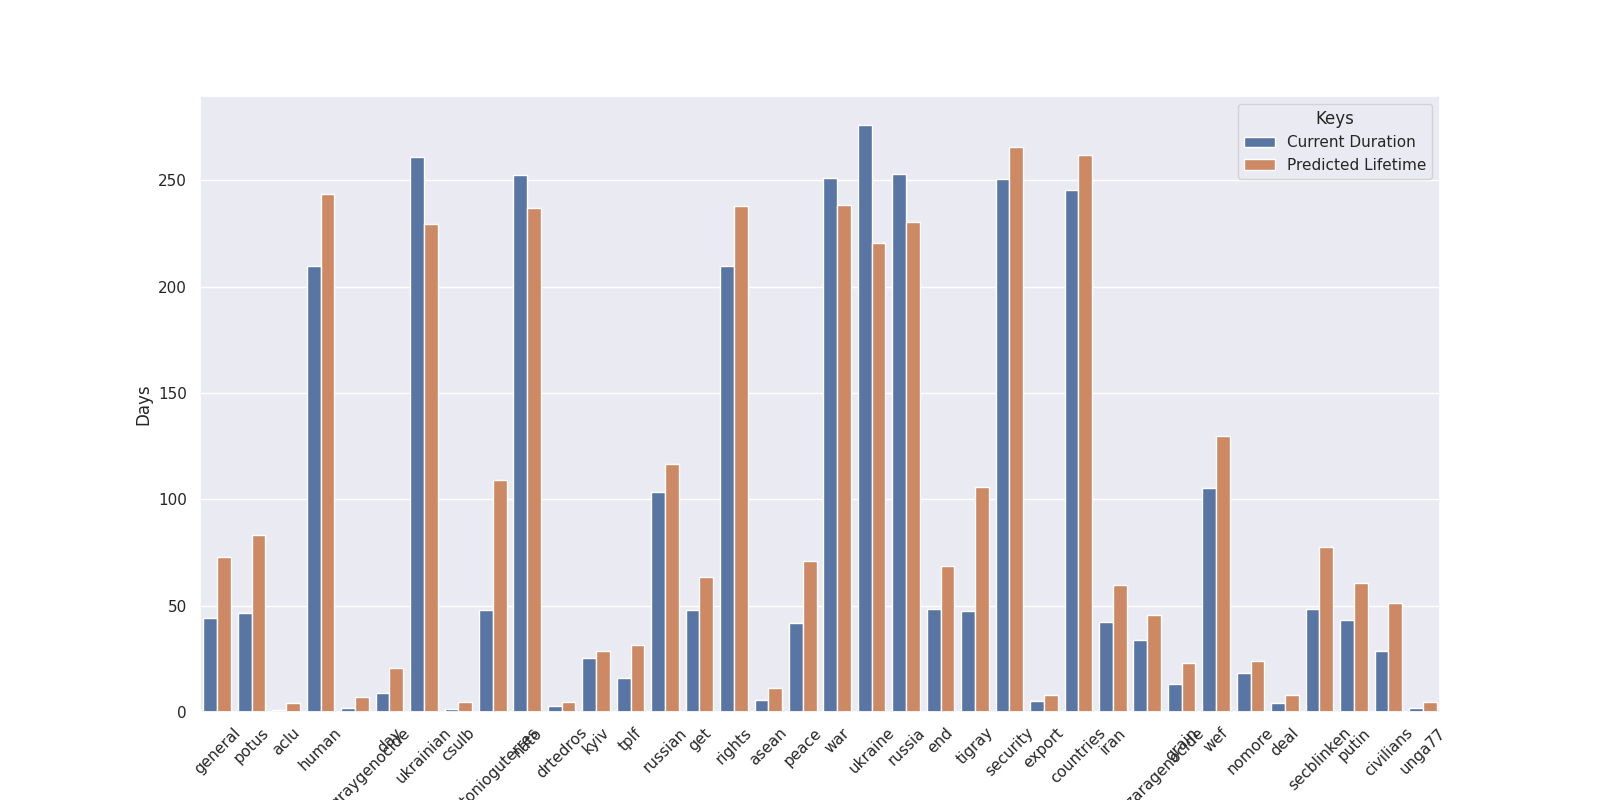 Keys
Current Duration
Predicted Lifetime
Days
250
200
150
100
50
0
general
potus
aclu
human
day
ukrainian
csulb
nato
drtedros
kyiv
tplf
russian
get
rights
asean
peace
war
ukraine
russia
end
tigray
security
export
countries
iran
grain
wef
nomore
deal
secblinken
putin
civilians
unga77